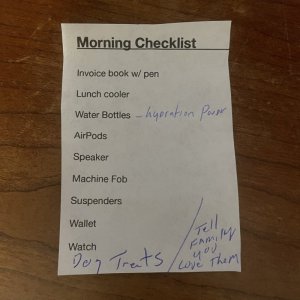 Morning Checklist
Invoice book w/ pen
Lunch cooler
Water Bottles – Hydration Powder
AirPods
Speaker
Machine Fob
Suspenders
Wallet
Watch
Dog Treats /
Tell
Family
you
Love Them